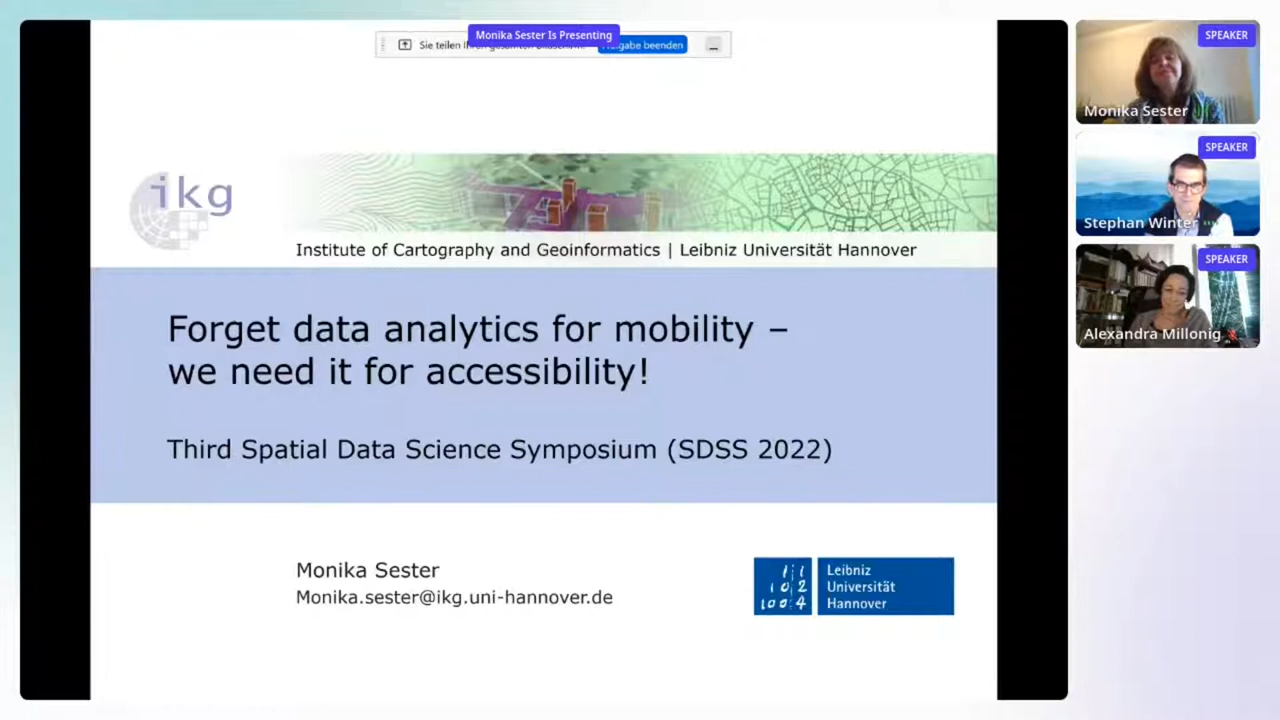 Monika Sester Is Presenting
Sie teilen
gabe beenden
ikg
Institute of Cartography and Geoinformatics | Leibniz Universität Hannover
Forget data analytics for mobility –
we need it for accessibility!
Third Spatial Data Science Symposium (SDSS 2022)
Monika Sester
Monika.sester@ikg.uni-hannover.de
Leibniz
Universität
Hannover
SPEAKER
Monika Sester
SPEAKER
Stephan Winter
SPEAKER
Alexandra Millonig